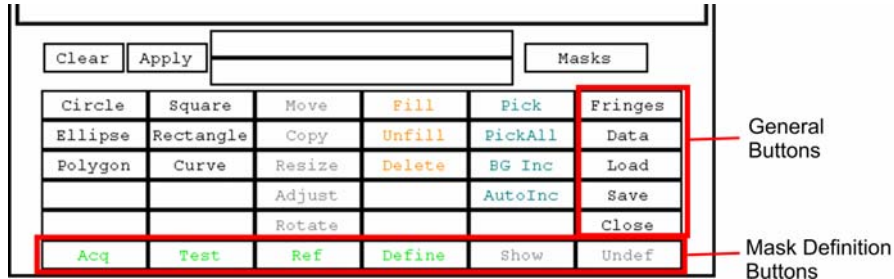 Clear Apply Masks
Circle Square Move Fill Pick Fringes
Ellipse Rectangle Copy Unfill PickAll Data
Polygon Curve Resize Delete BG Inc Load
Adjust AutoInc Save
Rotate Close
Acq Test Ref Define Show Undef
General
Buttons
Mask Definition
Buttons